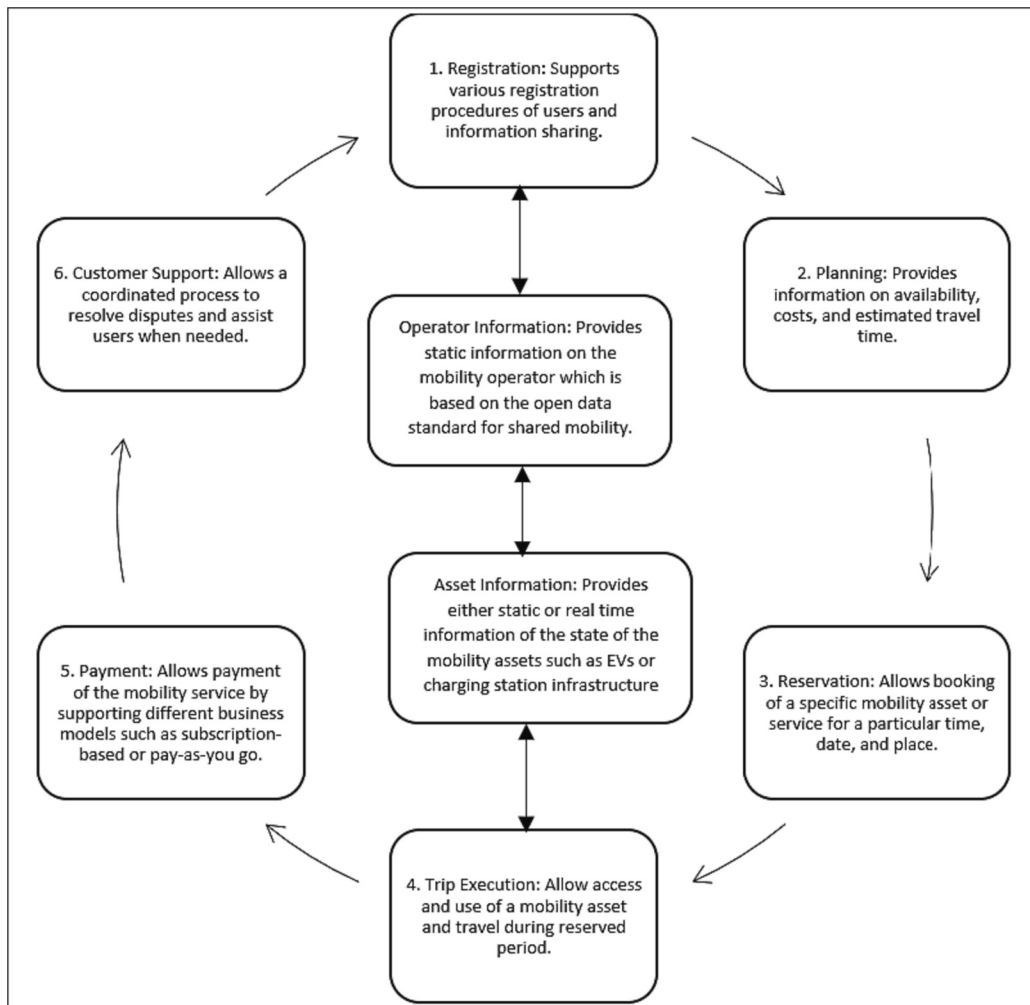 1. Registration: Supports
various registration
procedures of users and
information sharing.
2. Planning: Provides
information on availability,
costs, and estimated travel
time.
3. Reservation: Allows booking
of a specific mobility asset or
service for a particular time,
date, and place.
4. Trip Execution: Allow access
and use of a mobility asset
and travel during reserved
period.
5. Payment: Allows payment
of the mobility service by
supporting different business
models such as subscription-
based or pay-as-you go.
6. Customer Support: Allows a
coordinated process to
resolve disputes and assist
users when needed.
Operator Information: Provides
static information on the
mobility operator which is
based on the open data
standard for shared mobility.
Asset Information: Provides
either static or real time
information of the state of the
mobility assets such as EVs or
charging station infrastructure